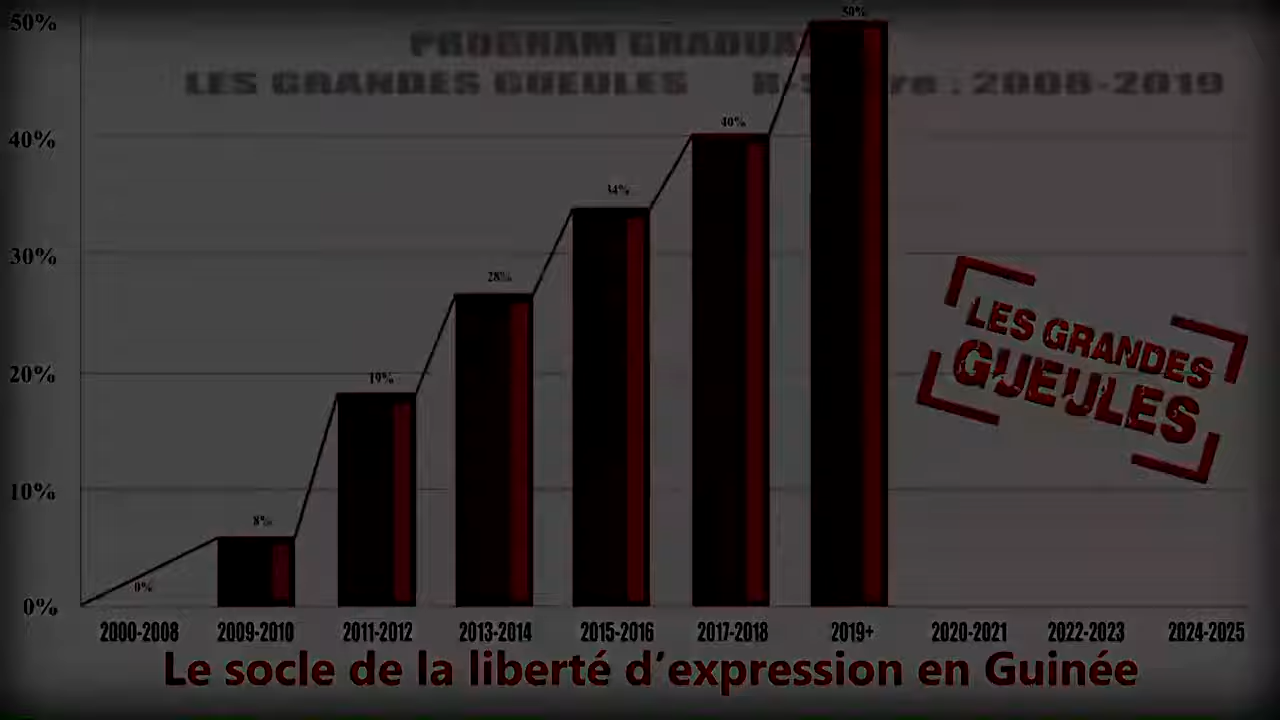 50%
50%
PROGRAM
LES GRANDES GUEULES : 2008-2019
40%
40%
34%
30%
28%
LES GRANDES
GUEULES
20%
19%
10%
8%
0%
0%
2000-2008 2009-2010 2011-2012 2013-2014 2015-2016 2017-2018 2019+ 2020-2021 2022-2023 2024-2025
Le socle de la liberté d’expression en Guinée